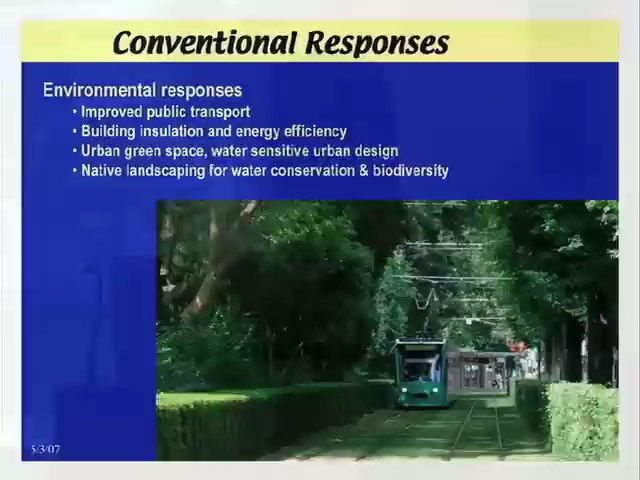 Conventional Responses
Environmental responses
• Improved public transport
• Building insulation and energy efficiency
• Urban green space, water sensitive urban design
• Native landscaping for water conservation & biodiversity
5/3/07